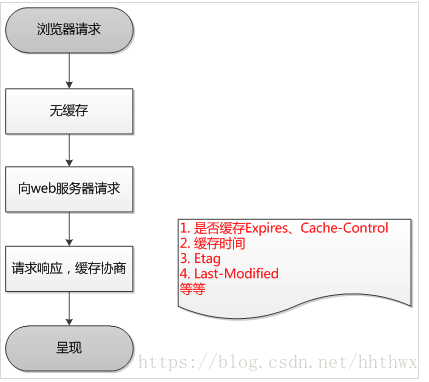 浏览器请求
无缓存
向web服务器请求
请求响应，缓存协商
呈现
1. 是否缓存Expires、Cache-Control
2. 缓存时间
3. Etag
4. Last-Modified
等等
https://blog.csdn.net/hhthwx